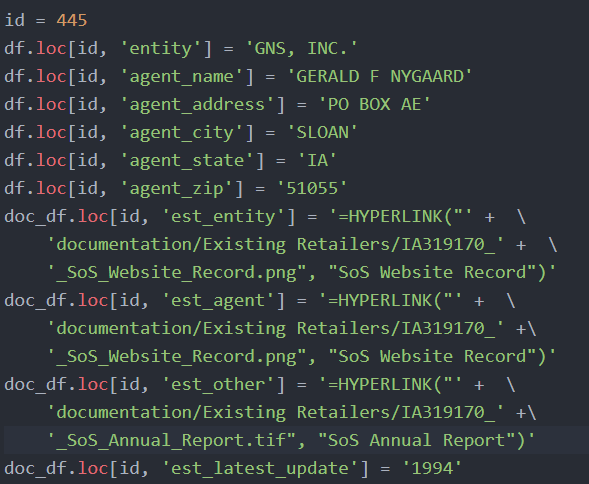 id = 445
df.loc[id, 'entity'] = 'GNS, INC.'
df.loc[id, 'agent_name'] = 'GERALD F NYGAARD'
df.loc[id, 'agent_address'] = 'PO BOX AE'
df.loc[id, 'agent_city'] = 'SLOAN'
df.loc[id, 'agent_state'] = 'IA'
df.loc[id, 'agent_zip'] = '51055'
doc_df.loc[id, 'est_entity'] = '=HYPERLINK("' +  \
    'documentation/Existing Retailers/IA319170_' +  \
    '_SoS_Website_Record.png", "SoS Website Record")'
doc_df.loc[id, 'est_agent'] = '=HYPERLINK("' +  \
    'documentation/Existing Retailers/IA319170_' +\
    '_SoS_Website_Record.png", "SoS Website Record")'
doc_df.loc[id, 'est_other'] = '=HYPERLINK("' +  \
    'documentation/Existing Retailers/IA319170_' +\
    '_SoS_Annual_Report.tif", "SoS Annual Report")'
doc_df.loc[id, 'est_latest_update'] = '1994'